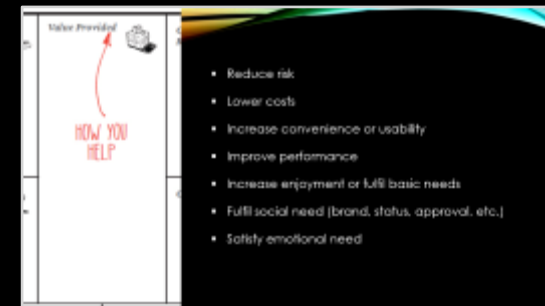 Value Provided
HOW YOU
HELP
Reduce risk
Lower costs
Increase convenience or usability
Improve performance
Increase enjoyment or fulfil basic needs
Fulfil social need (brand, status, approval, etc.)
Satisfy emotional need